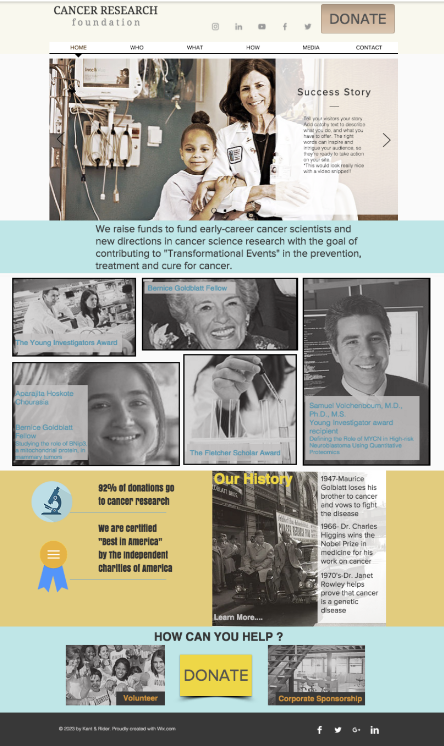 CANCER RESEARCH
foundation
DONATE
HOME WHO WHAT HOW MEDIA CONTACT
Success Story
Tell your visitors your story.
Add catchy text to describe
what you do, and what you
have to offer. The right
words can inspire and
intrigue your audience, so
they're ready to take action
on your site.
*This would look really nice
with a video snippet!!
We raise funds to fund early-career cancer scientists and
new directions in cancer science research with the goal of
contributing to "Transformational Events" in the prevention,
treatment and cure for cancer.
The Young Investigators Award
Bernice Goldblatt Fellow
Samuel Volchenboum, M.D.,
Ph.D., M.S.
Young Investigator award
recipient
Defining the Role of MYCN in High-risk
Neuroblastoma Using Quantitative
Proteomics
Aparajita Hoskote
Chourasia
Bernice Goldblatt
Fellow
Studying the role of BNip3,
a mitochondrial protein, in
mammary tumors
The Fletcher Scholar Award
92% of donations go
to cancer research
We are certified
"Best in America"
by The Independent
charities of America
Our History
Learn More....
1947-Maurice
Golblatt loses his
brother to cancer
and vows to fight
the disease
1966- Dr. Charles
Higgins wins the
Nobel Prize in
medicine for his
work on cancer
1970's-Dr. Janet
Rowley helps
prove that cancer
is a genetic
disease
HOW CAN YOU HELP ?
Volunteer
DONATE
Corporate Sponsorship
© 2023 by Kant & Rider. Proudly created with Wix.com